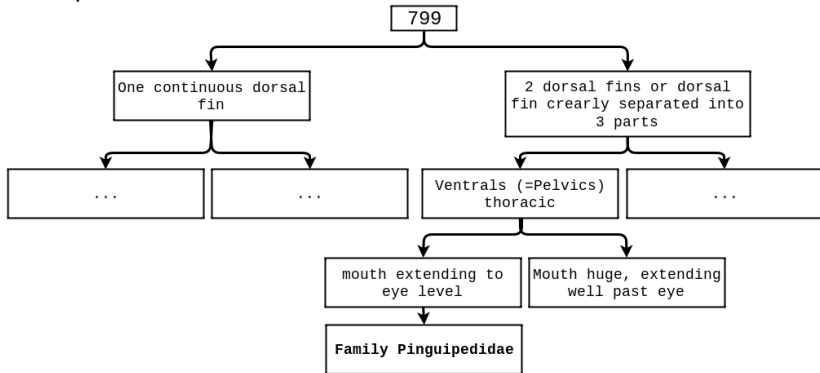 799
One continuous dorsal
fin
2 dorsal fins or dorsal
fin crearly separated into
3 parts
...
...
Ventrals (=Pelvics)
thoracic
...
mouth extending to
eye level
Mouth huge, extending
well past eye
Family Pinguipedidae